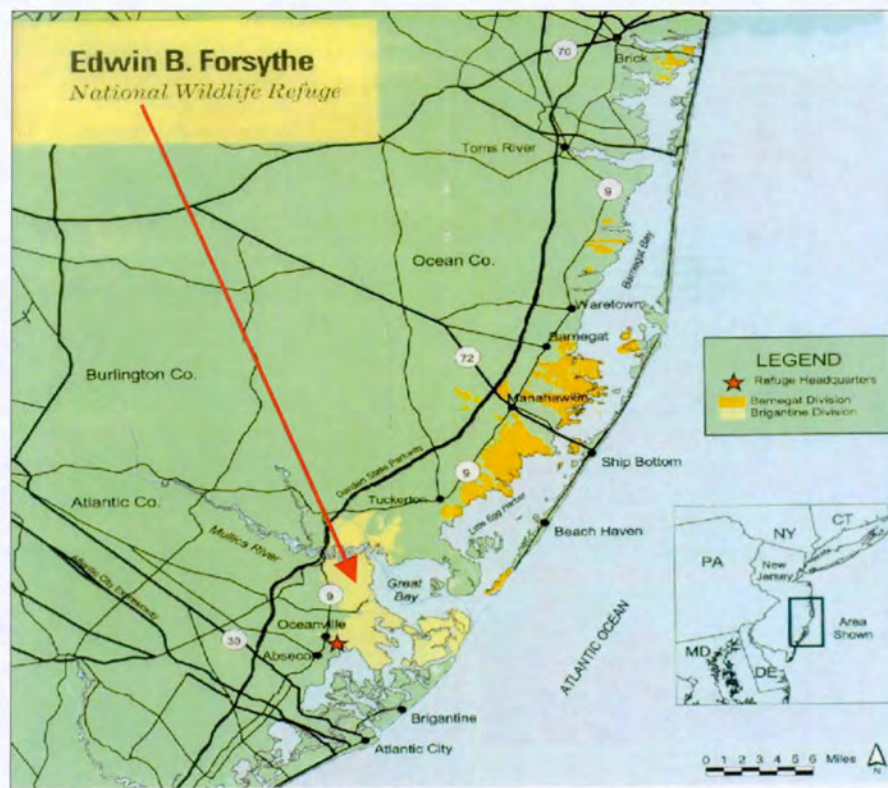 Edwin B. Forsythe
National Wildlife Refuge
70
Brick
Toms River
9
Ocean Co.
Barnegat Bay
Waretown
Barnegat
72
Burlington Co.
Manahawkin
LEGEND
Refuge Headquarters
Barnegat Division
Brigantine Division
Garden State Parkway
9
Ship Bottom
Tuckerton
Atlantic Co.
Little Egg Harbor
Beach Haven
Mullica River
Atlantic City Expressway
Great
Bay
9
Oceanville
30
Absecon
ATLANTIC OCEAN
Brigantine
Atlantic City
NY
CT
PA
New
Jersey
Area
Shown
MD
DE
0 1 2 3 4 5 6 Miles
N